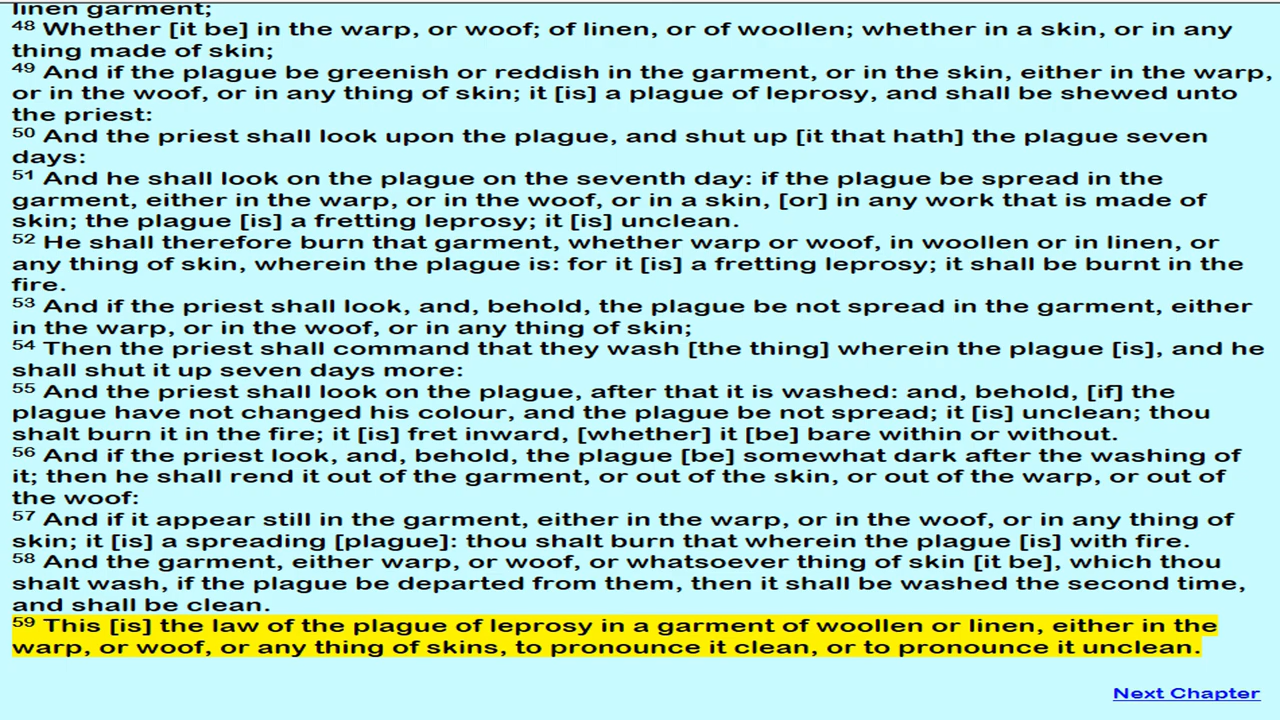 linen garment;
48 Whether [it be] in the warp, or woof; of linen, or of woollen; whether in a skin, or in any
thing made of skin;
49 And if the plague be greenish or reddish in the garment, or in the skin, either in the warp,
or in the woof, or in any thing of skin; it [is] a plague of leprosy, and shall be shewed unto
the priest:
50 And the priest shall look upon the plague, and shut up [it that hath] the plague seven
days:
51 And he shall look on the plague on the seventh day: if the plague be spread in the
garment, either in the warp, or in the woof, or in a skin, [or] in any work that is made of
skin; the plague [is] a fretting leprosy; it [is] unclean.
52 He shall therefore burn that garment, whether warp or woof, in woollen or in linen, or
any thing of skin, wherein the plague is: for it [is] a fretting leprosy; it shall be burnt in the
fire.
53 And if the priest shall look, and, behold, the plague be not spread in the garment, either
in the warp, or in the woof, or in any thing of skin;
54 Then the priest shall command that they wash [the thing] wherein the plague [is], and he
shall shut it up seven days more:
55 And the priest shall look on the plague, after that it is washed: and, behold, [if] the
plague have not changed his colour, and the plague be not spread; it [is] unclean; thou
shalt burn it in the fire; it [is] fret inward, [whether] it [be] bare within or without.
56 And if the priest look, and, behold, the plague [be] somewhat dark after the washing of
it; then he shall rend it out of the garment, or out of the skin, or out of the warp, or out of
the woof:
57 And if it appear still in the garment, either in the warp, or in the woof, or in any thing of
skin; it [is] a spreading [plague]: thou shalt burn that wherein the plague [is] with fire.
58 And the garment, either warp, or woof, or whatsoever thing of skin [it be], which thou
shalt wash, if the plague be departed from them, then it shall be washed the second time,
and shall be clean.
59 This [is] the law of the plague of leprosy in a garment of woollen or linen, either in the
warp, or woof, or any thing of skins, to pronounce it clean, or to pronounce it unclean.
Next Chapter